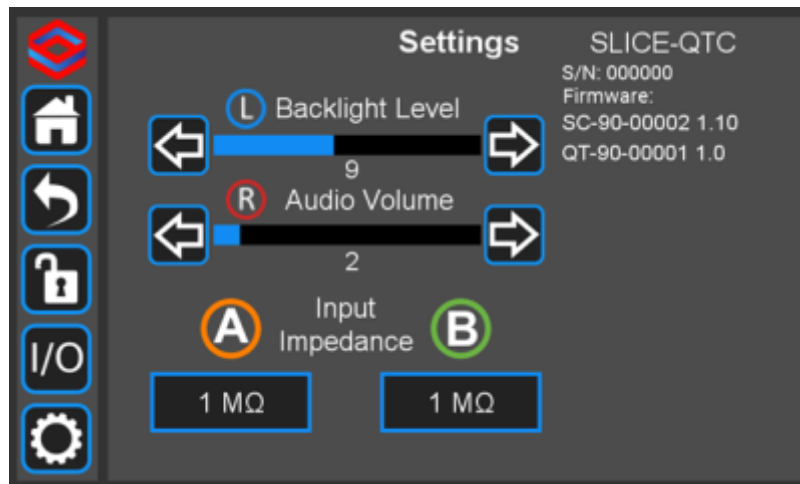 Settings
SLICE-QTC
S/N: 000000
Firmware:
SC-90-00002 1.10
QT-90-00001 1.0
L Backlight Level
9
R Audio Volume
2
A Input Impedance B
1 MΩ 1 MΩ
I/O